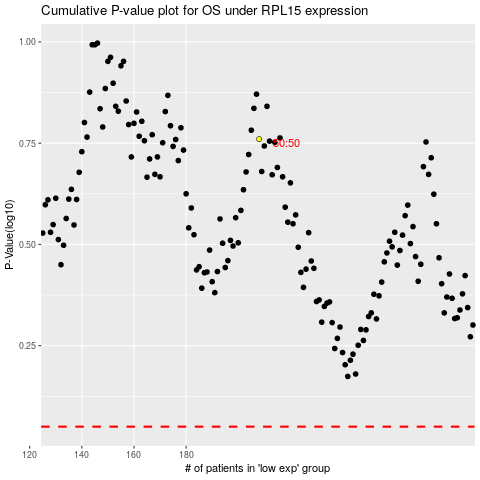 Cumulative P-value plot for OS under RPL15 expression
P-Value(log10)
1.00
0.75
0.50
0.25
50:50
120 140 160 180
# of patients in 'low exp' group